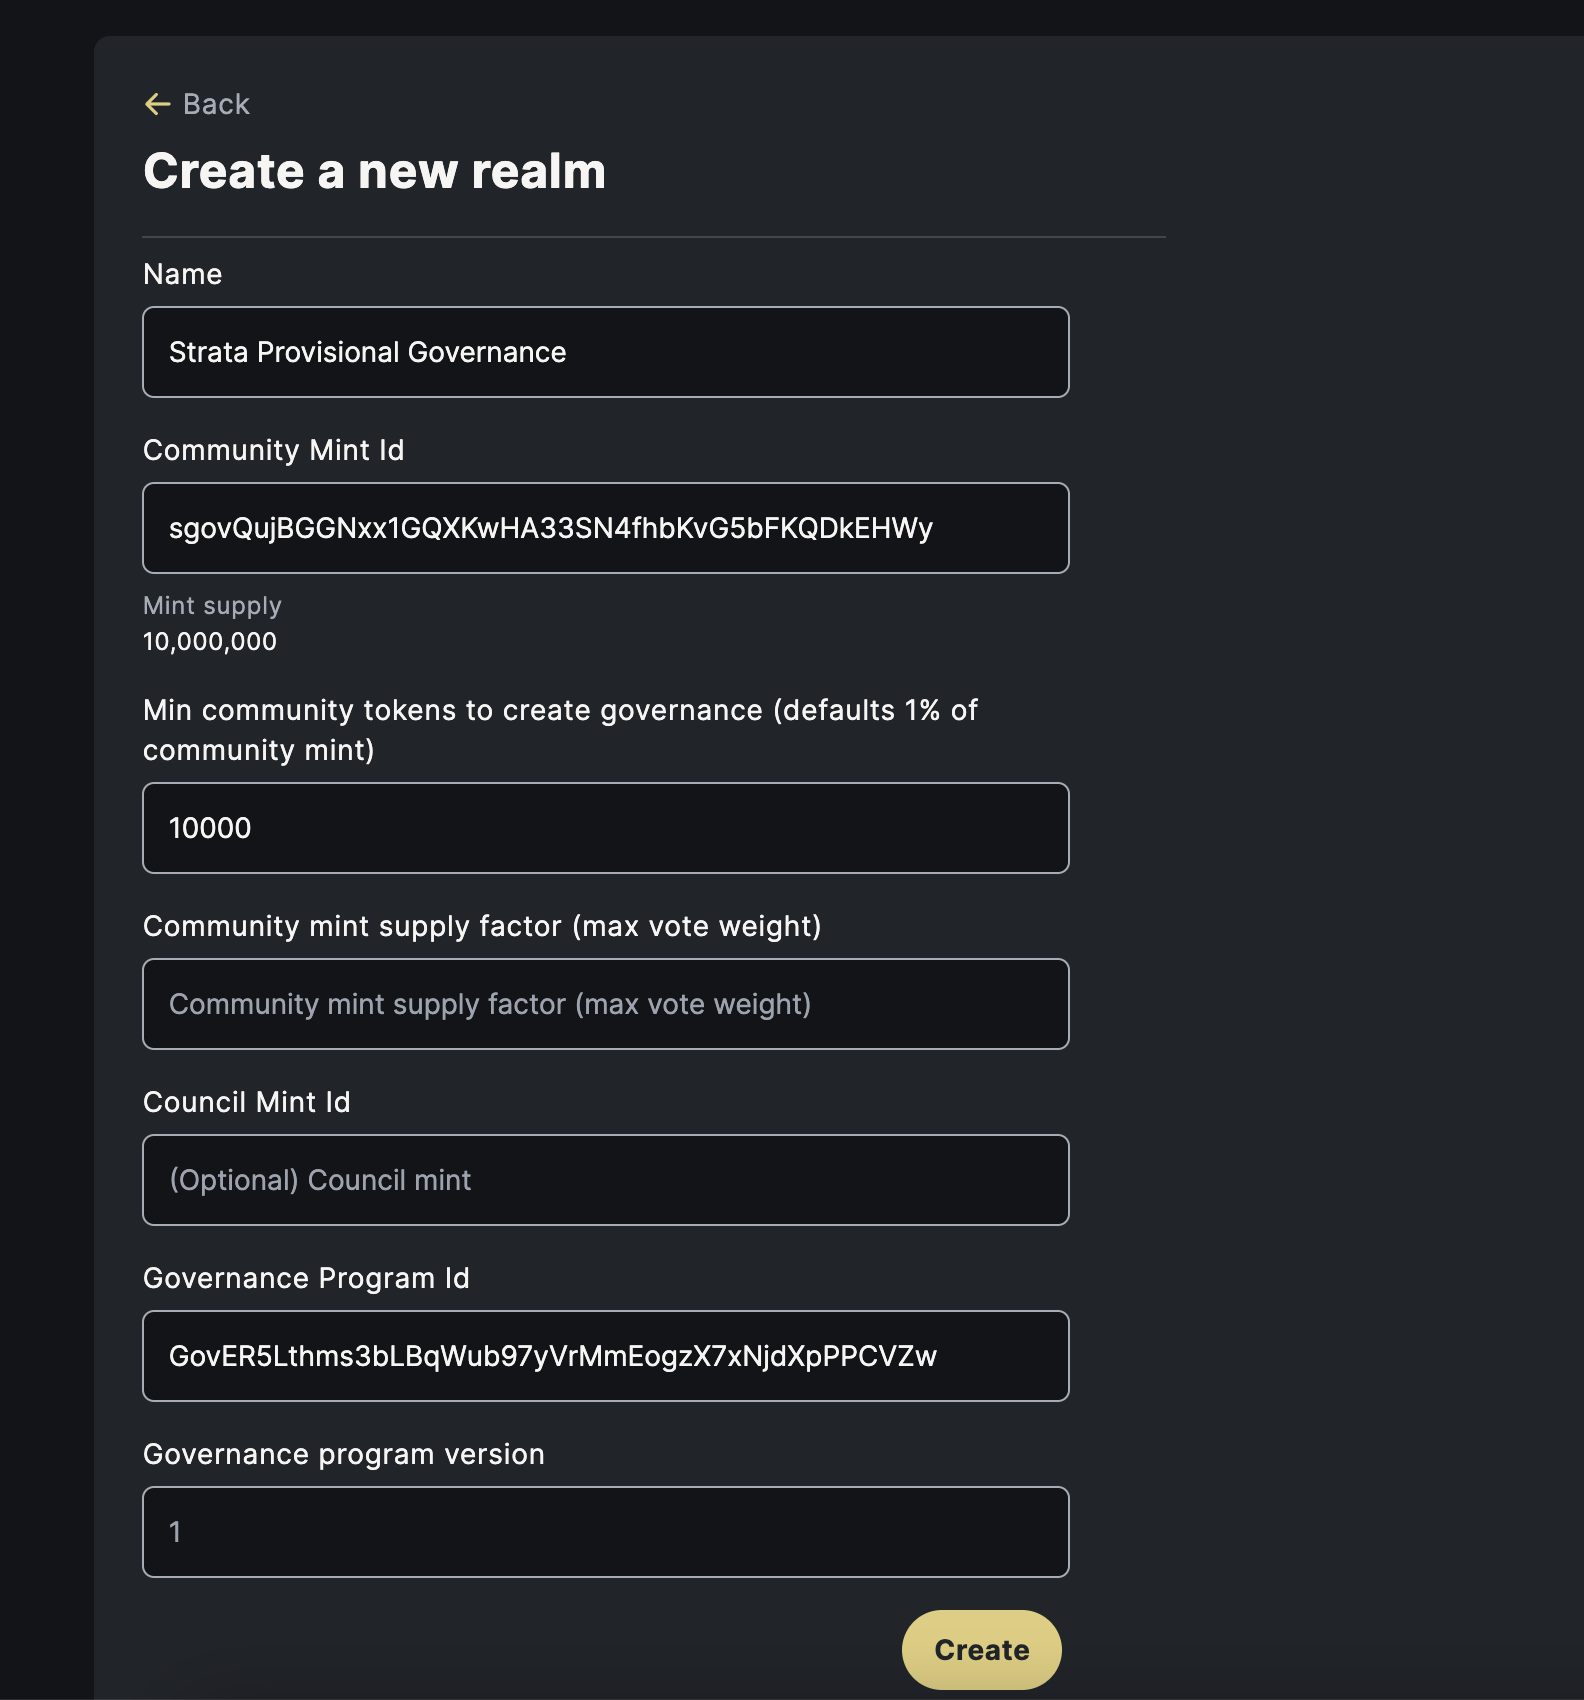 Back
Create a new realm
Name
Strata Provisional Governance
Community Mint Id
sgovQujBGGNxx1GQXKwHA33SN4fhbKvG5bFKQDkEHWy
Mint supply
10,000,000
Min community tokens to create governance (defaults 1% of
community mint)
10000
Community mint supply factor (max vote weight)
Community mint supply factor (max vote weight)
Council Mint Id
(Optional) Council mint
Governance Program Id
GovER5Lthms3bLBqWub97yVrMmEogzX7xNjdXpPPCVZw
Governance program version
1
Create